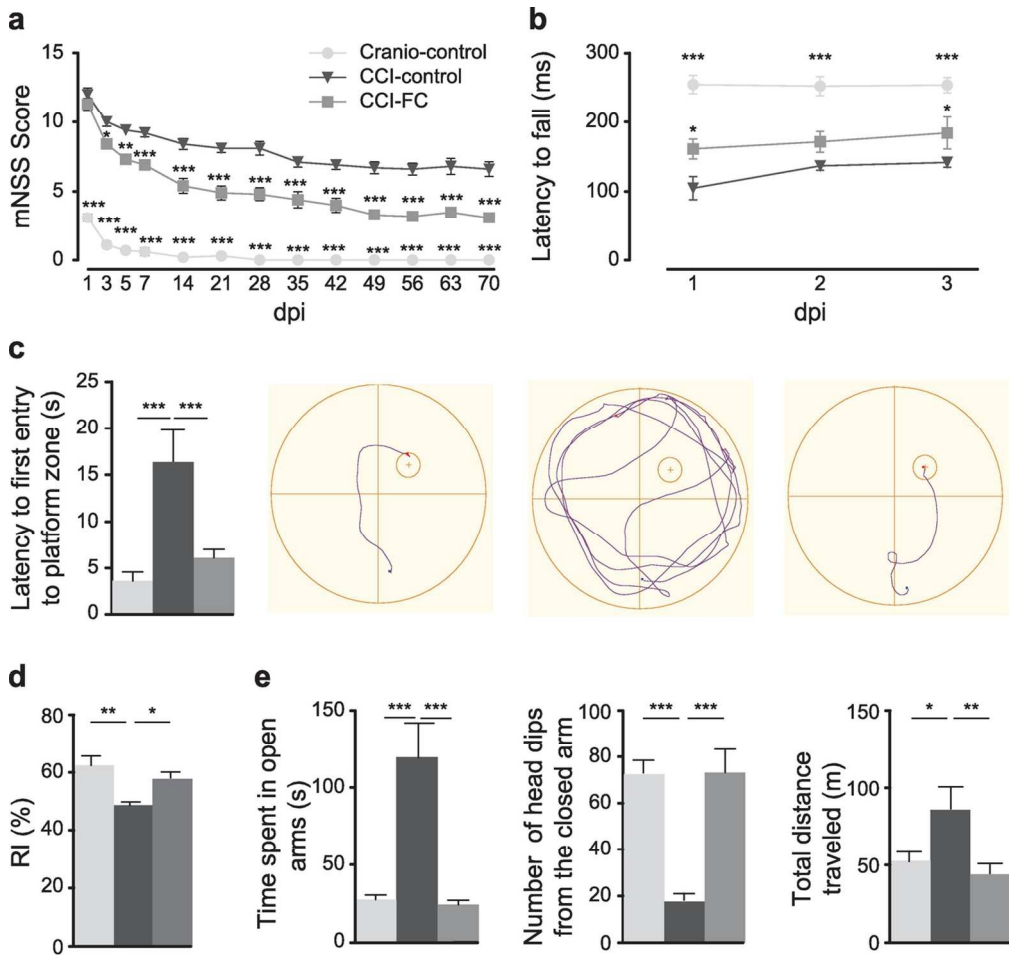 a
15
10
5
0
mNSS Score
Cranio-control
CCI-control
CCI-FC
* ** *** *** *** *** *** *** *** *** *** ***
*** *** *** *** *** *** *** *** *** *** *** *** ***
1 3 5 7 14 21 28 35 42 49 56 63 70
dpi
b
300
200
100
0
Latency to fall (ms)
*** *** ***
* *
1 2 3
dpi
c
25
20
15
10
5
0
Latency to first entry
to platform zone (s)
*** ***
d
80
60
40
20
0
RI (%)
** *
e
150
100
50
0
Time spent in open
arms (s)
*** ***
100
80
60
40
20
0
Number of head dips
from the closed arm
*** ***
150
100
50
0
Total distance
traveled (m)
* **